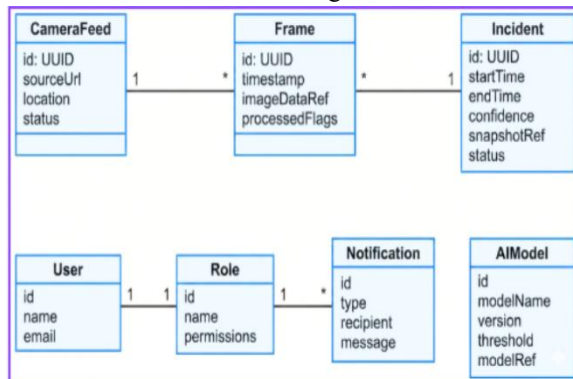 CameraFeed
id: UUID
sourceUrl
location
status
1
*
Frame
id: UUID
timestamp
imageDataRef
processedFlags
*
1
Incident
id: UUID
startTime
endTime
confidence
snapshotRef
status
User
id
name
email
1
1
Role
id
name
permissions
1
*
Notification
id
type
recipient
message
AIModel
id
modelName
version
threshold
modelRef